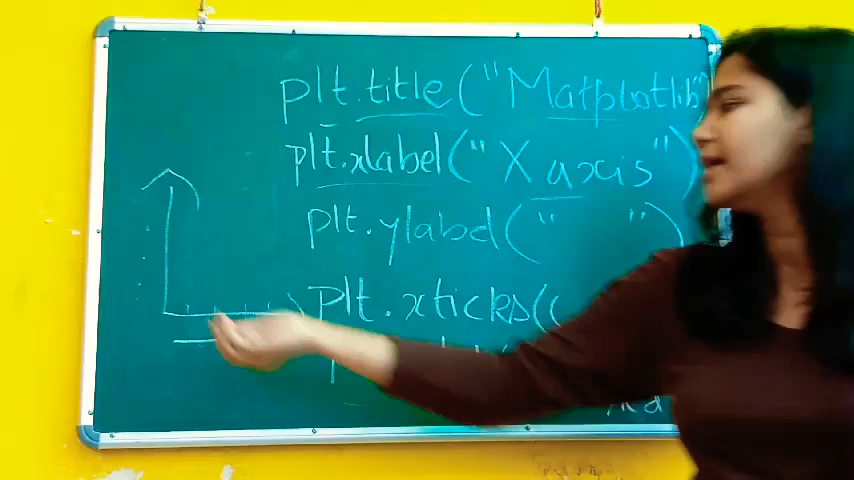 plt.title("Matplotlib"
plt.xlabel("X axis")
plt.ylabel(" ")
plt.xticks((